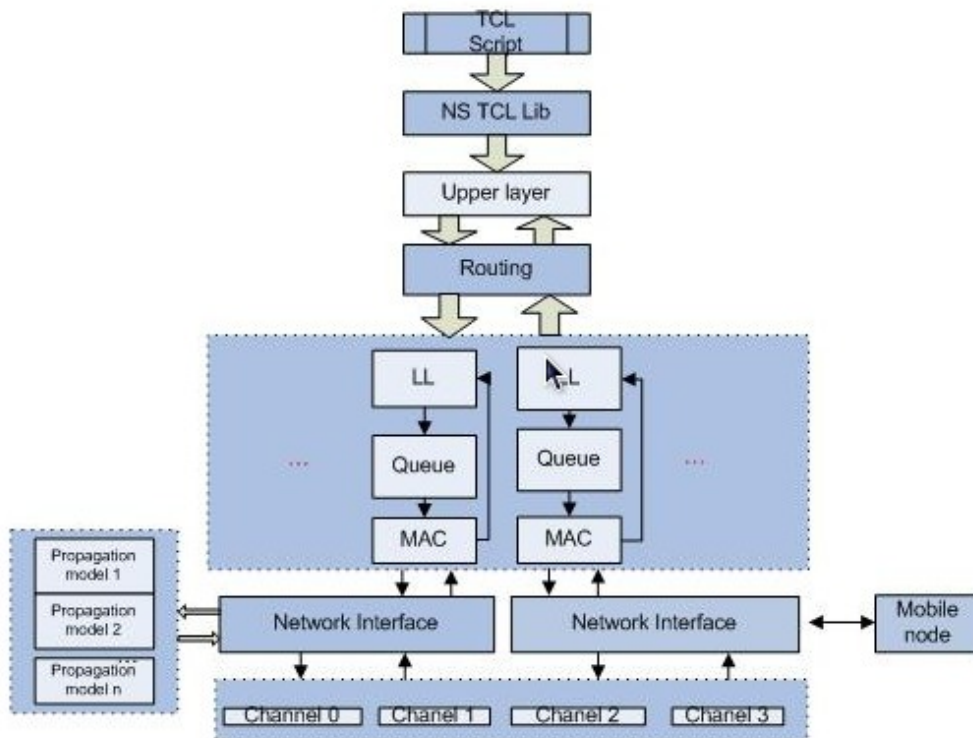 TCL
Script
NS TCL Lib
Upper layer
Routing
LL
Queue
MAC
Queue
MAC
...
...
Propagation
model 1
Propagation
model 2
...
Propagation
model n
Network Interface
Network Interface
Mobile
node
Channel 0
Chanel 1
Chanel 2
Chanel 3